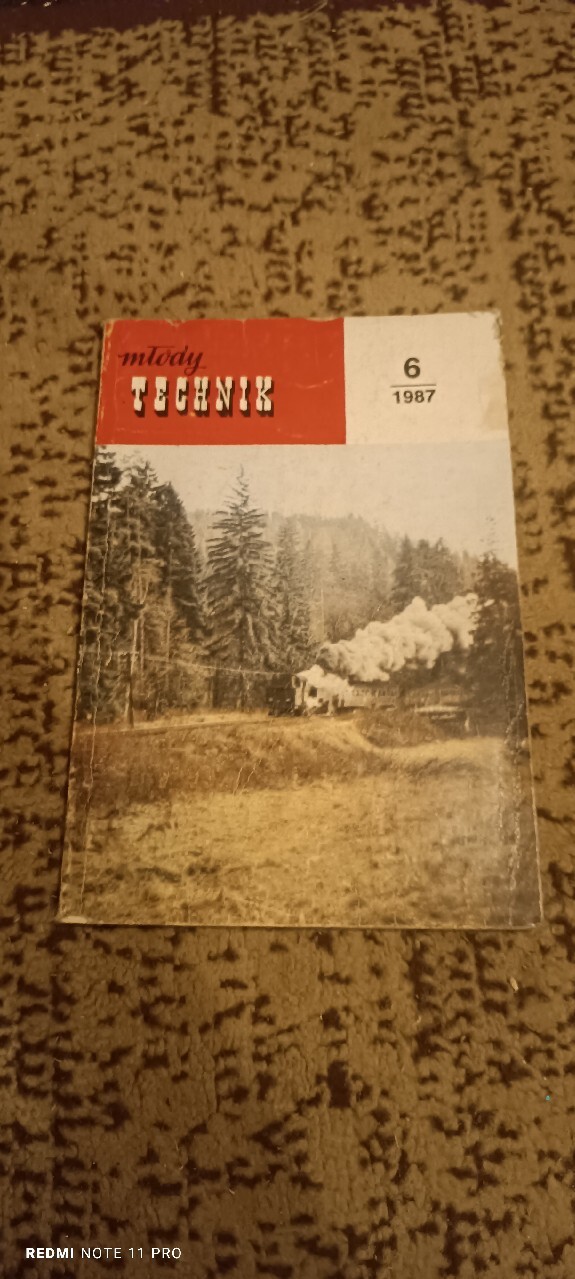 młody
TECHNIK
6
1987
REDMI NOTE 11 PRO